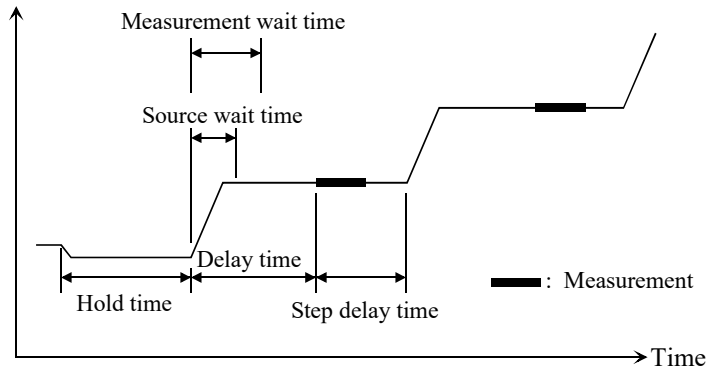 Measurement wait time
Source wait time
Delay time
Hold time
Step delay time
: Measurement
Time